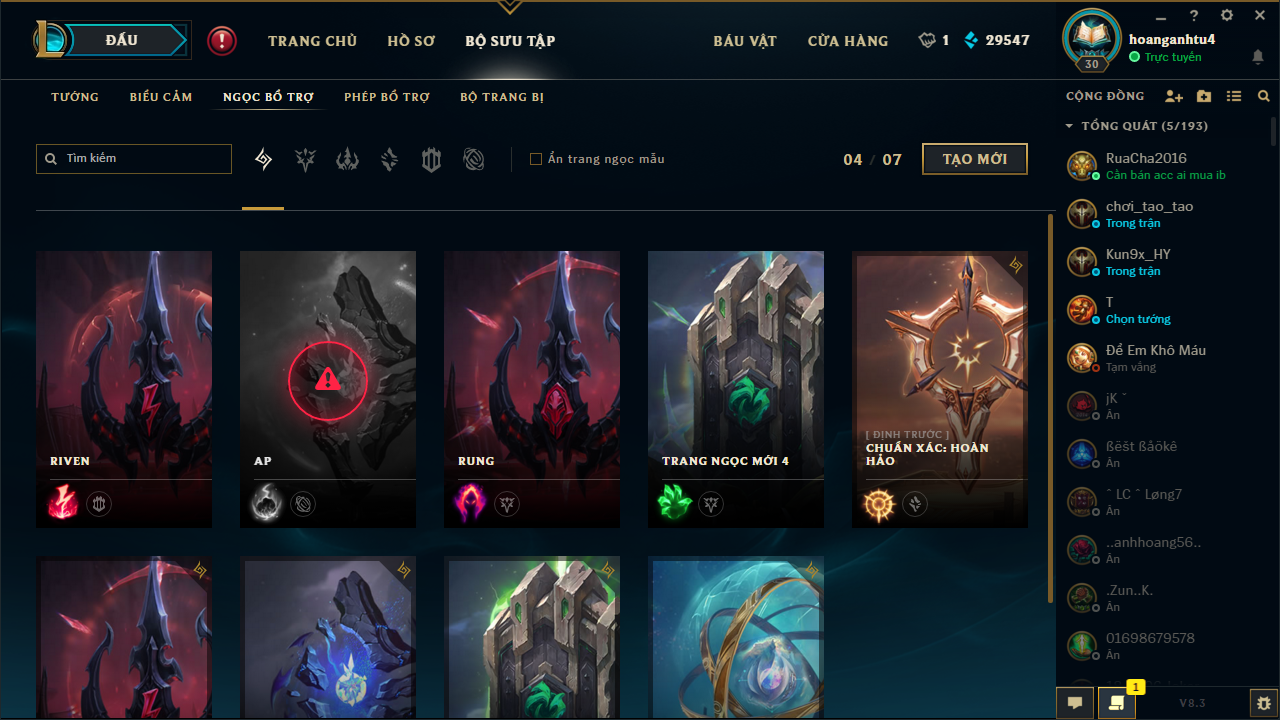 ĐẤU
TRANG CHỦ
HỒ SƠ
BỘ SƯU TẬP
BÁU VẬT
CỬA HÀNG
1
29547
30
hoanganhtu4
Trực tuyến
TƯỚNG
BIỂU CẢM
NGỌC BỔ TRỢ
PHÉP BỔ TRỢ
BỘ TRANG BỊ
CỘNG ĐỒNG
TỔNG QUÁT (5/193)
Tìm kiếm
Ẩn trang ngọc mẫu
04 / 07
TẠO MỚI
RuaCha2016
Cần bán acc ai mua ib
chơi_tao_tao
Trong trận
Kun9x_HY
Trong trận
T
Chọn tướng
Để Em Khô Máu
Tạm vắng
jK ˇ
Ẩn
ßëśt ßåökê
Ẩn
ˆ LC ˆ Løng7
Ẩn
..anhhoang56..
Ẩn
.Zun..K.
Ẩn
01698679578
Ẩn
RIVEN
AP
RUNG
TRANG NGỌC MỚI 4
[ ĐỊNH TRƯỚC ]
CHUẨN XÁC: HOÀN
HẢO
1
V8.3